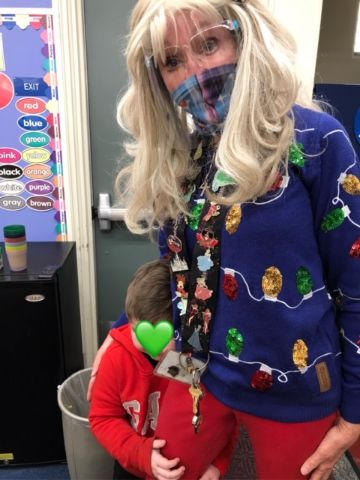 EXIT
red
blue
green
pink yellow
black orange
white purple
gray brown
GA